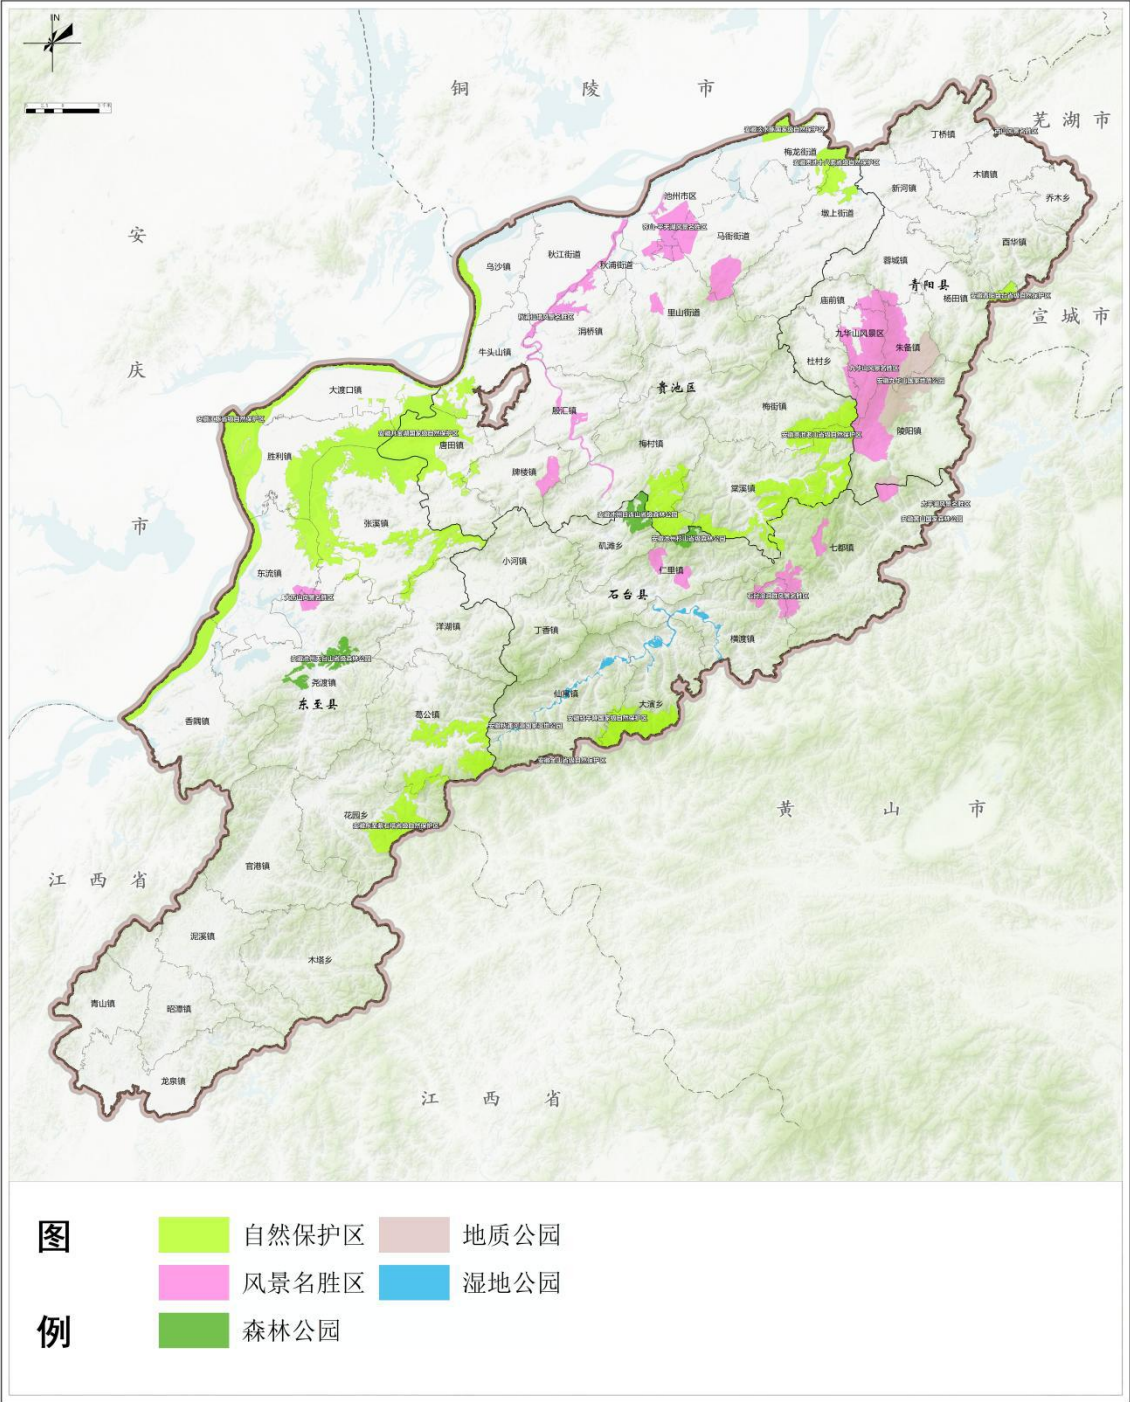 IN
铜陵市
芜湖市
丁桥镇
梅龙街道
木镇镇
新河镇
乔木乡
池州市区
墩上街道
安
秋江街道
马衙街道
酉华镇
乌沙镇
秋浦街道
蓉城镇
青阳县
杨田镇
庙前镇
里山街道
宣城市
涓桥镇
九华山风景区
朱备镇
牛头山镇
杜村乡
庆
九华山风景名胜区
贵池区
大渡口镇
梅街镇
殷汇镇
陵阳镇
唐田镇
梅村镇
胜利镇
牌楼镇
棠溪镇
市
张溪镇
矶滩乡
七都镇
小河镇
东流镇
仁里镇
石台县
洋湖镇
丁香镇
横渡镇
尧渡镇
仙寓镇
东至县
大演乡
葛公镇
香隅镇
黄山市
花园乡
官港镇
江西省
泥溪镇
木塔乡
青山镇
昭潭镇
龙泉镇
江西省
图例
自然保护区
地质公园
风景名胜区
湿地公园
森林公园